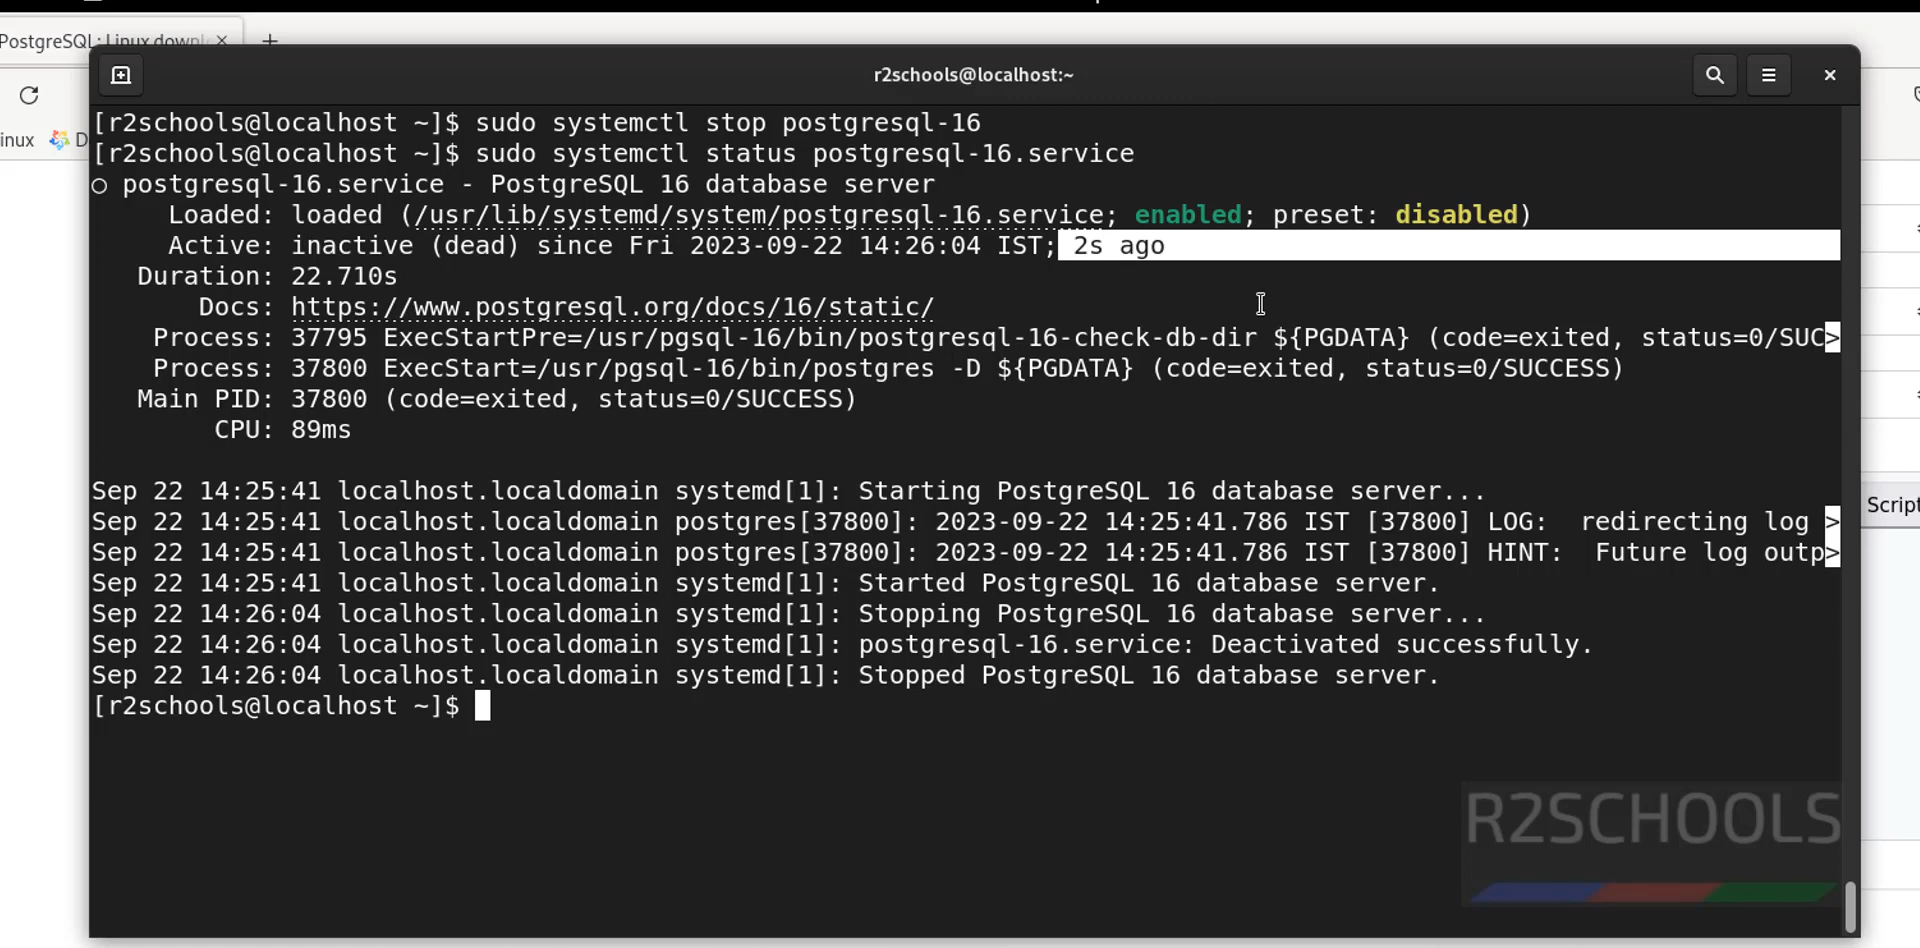 PostgreSQL: Linux downl
r2schools@localhost:~
inux D
[r2schools@localhost ~]$ sudo systemctl stop postgresql-16
[r2schools@localhost ~]$ sudo systemctl status postgresql-16.service
○ postgresql-16.service - PostgreSQL 16 database server
Loaded: loaded (/usr/lib/systemd/system/postgresql-16.service; enabled; preset: disabled)
Active: inactive (dead) since Fri 2023-09-22 14:26:04 IST; 2s ago
Duration: 22.710s
Docs: https://www.postgresql.org/docs/16/static/
Process: 37795 ExecStartPre=/usr/pgsql-16/bin/postgresql-16-check-db-dir ${PGDATA} (code=exited, status=0/SUC>
Process: 37800 ExecStart=/usr/pgsql-16/bin/postgres -D ${PGDATA} (code=exited, status=0/SUCCESS)
Main PID: 37800 (code=exited, status=0/SUCCESS)
CPU: 89ms
Sep 22 14:25:41 localhost.localdomain systemd[1]: Starting PostgreSQL 16 database server...
Sep 22 14:25:41 localhost.localdomain postgres[37800]: 2023-09-22 14:25:41.786 IST [37800] LOG:  redirecting log >
Sep 22 14:25:41 localhost.localdomain postgres[37800]: 2023-09-22 14:25:41.786 IST [37800] HINT:  Future log outp>
Sep 22 14:25:41 localhost.localdomain systemd[1]: Started PostgreSQL 16 database server.
Sep 22 14:26:04 localhost.localdomain systemd[1]: Stopping PostgreSQL 16 database server...
Sep 22 14:26:04 localhost.localdomain systemd[1]: postgresql-16.service: Deactivated successfully.
Sep 22 14:26:04 localhost.localdomain systemd[1]: Stopped PostgreSQL 16 database server.
[r2schools@localhost ~]$
Script
R2SCHOOLS